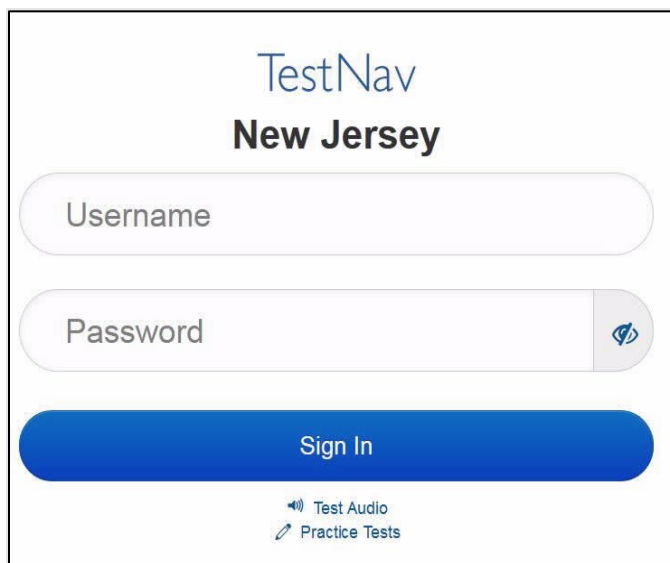 TestNav
New Jersey
Username
Password
Sign In
Test Audio
Practice Tests